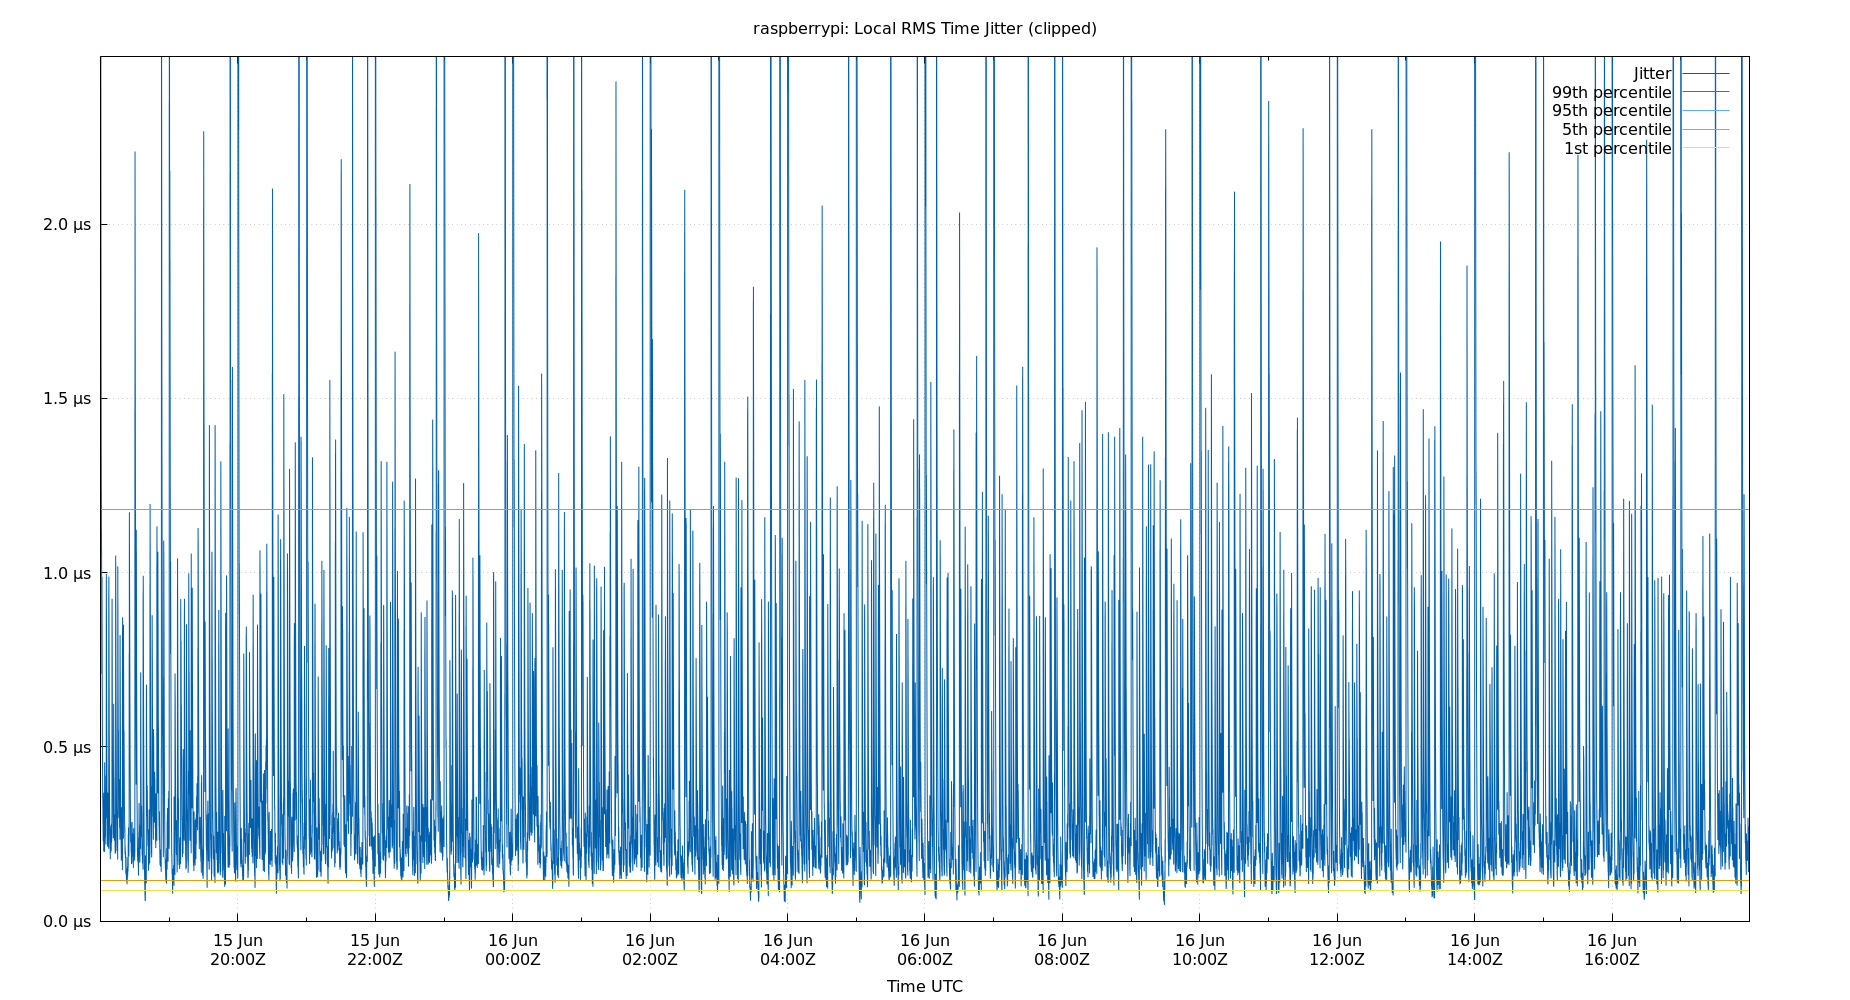 raspberrypi: Local RMS Time Jitter (clipped)
Jitter
99th percentile
95th percentile
5th percentile
1st percentile
2.0 μs
1.5 μs
1.0 μs
0.5 μs
0.0 μs
15 Jun 15 Jun 16 Jun 16 Jun 16 Jun 16 Jun 16 Jun 16 Jun 16 Jun 16 Jun 16 Jun
20:00Z 22:00Z 00:00Z 02:00Z 04:00Z 06:00Z 08:00Z 10:00Z 12:00Z 14:00Z 16:00Z
Time UTC